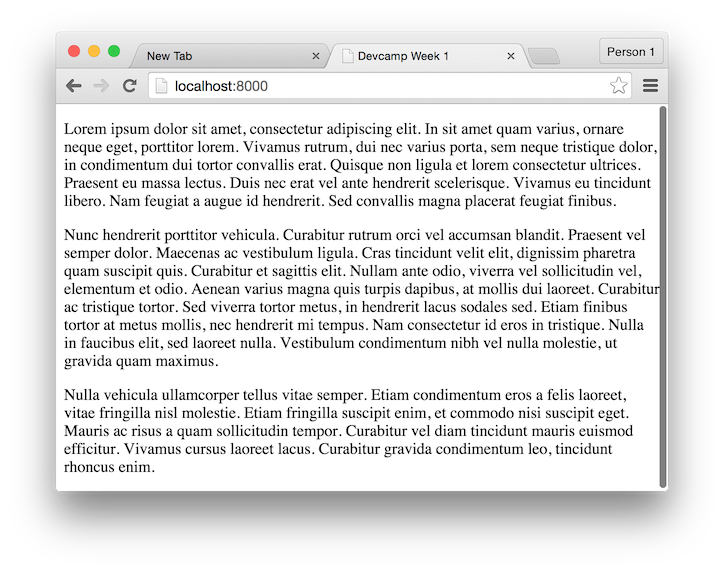 New Tab
Devcamp Week 1
Person 1
localhost:8000
Lorem ipsum dolor sit amet, consectetur adipiscing elit. In sit amet quam varius, ornare
neque eget, porttitor lorem. Vivamus rutrum, dui nec varius porta, sem neque tristique dolor,
in condimentum dui tortor convallis erat. Quisque non ligula et lorem consectetur ultrices.
Praesent eu massa lectus. Duis nec erat vel ante hendrerit scelerisque. Vivamus eu tincidunt
libero. Nam feugiat a augue id hendrerit. Sed convallis magna placerat feugiat finibus.
Nunc hendrerit porttitor vehicula. Curabitur rutrum orci vel accumsan blandit. Praesent vel
semper dolor. Maecenas ac vestibulum ligula. Cras tincidunt velit elit, dignissim pharetra
quam suscipit quis. Curabitur et sagittis elit. Nullam ante odio, viverra vel sollicitudin vel,
elementum et odio. Aenean varius magna quis turpis dapibus, at mollis dui laoreet. Curabitur
ac tristique tortor. Sed viverra tortor metus, in hendrerit lacus sodales sed. Etiam finibus
tortor at metus mollis, nec hendrerit mi tempus. Nam consectetur id eros in tristique. Nulla
in faucibus elit, sed laoreet nulla. Vestibulum condimentum nibh vel nulla molestie, ut
gravida quam maximus.
Nulla vehicula ullamcorper tellus vitae semper. Etiam condimentum eros a felis laoreet,
vitae fringilla nisl molestie. Etiam fringilla suscipit enim, et commodo nisi suscipit eget.
Mauris ac risus a quam sollicitudin tempor. Curabitur vel diam tincidunt mauris euismod
efficitur. Vivamus cursus laoreet lacus. Curabitur gravida condimentum leo, tincidunt
rhoncus enim.